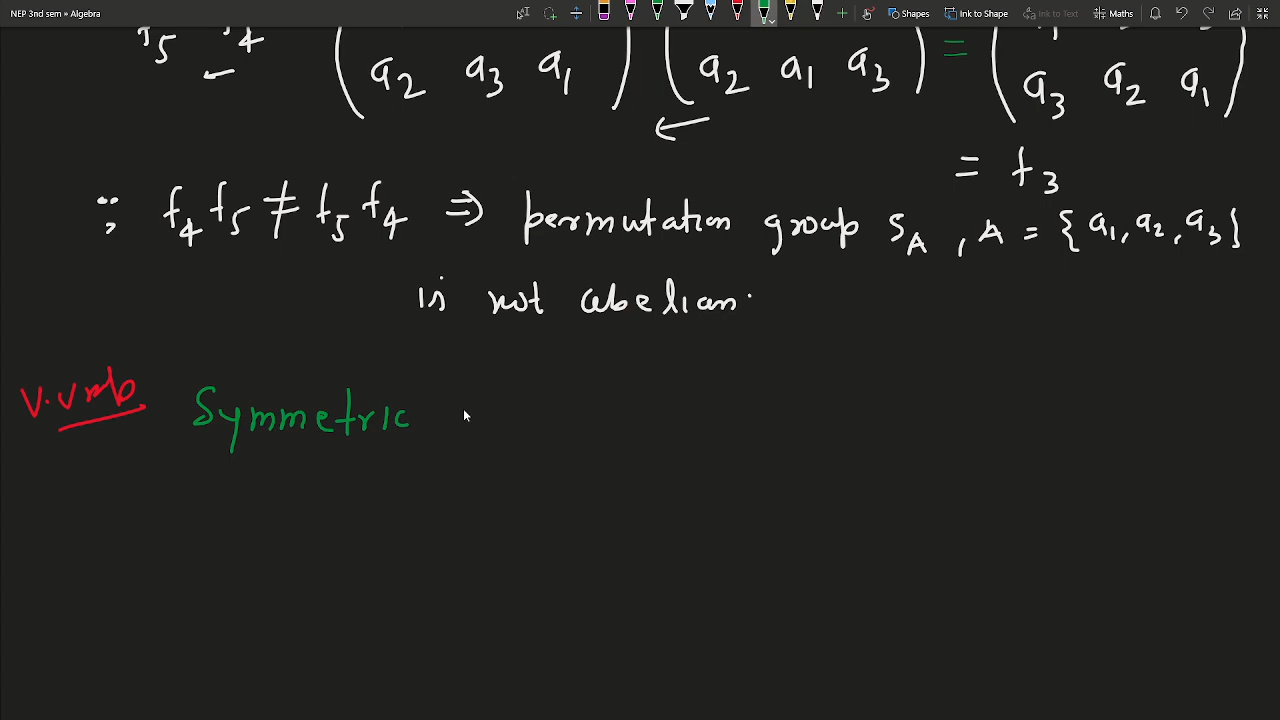 NEP 3nd sem » Algebra
Shapes Ink to Shape Ink to Text Maths
f5 f4 ( a2 a3 a1 ) ( a2 a1 a3 ) = ( a3 a2 a1 )
= f3
∵ f4 f5 ≠ f5 f4 ⇒ permutation group SA , A = {a1, a2, a3}
is not abelian.
Symmetric